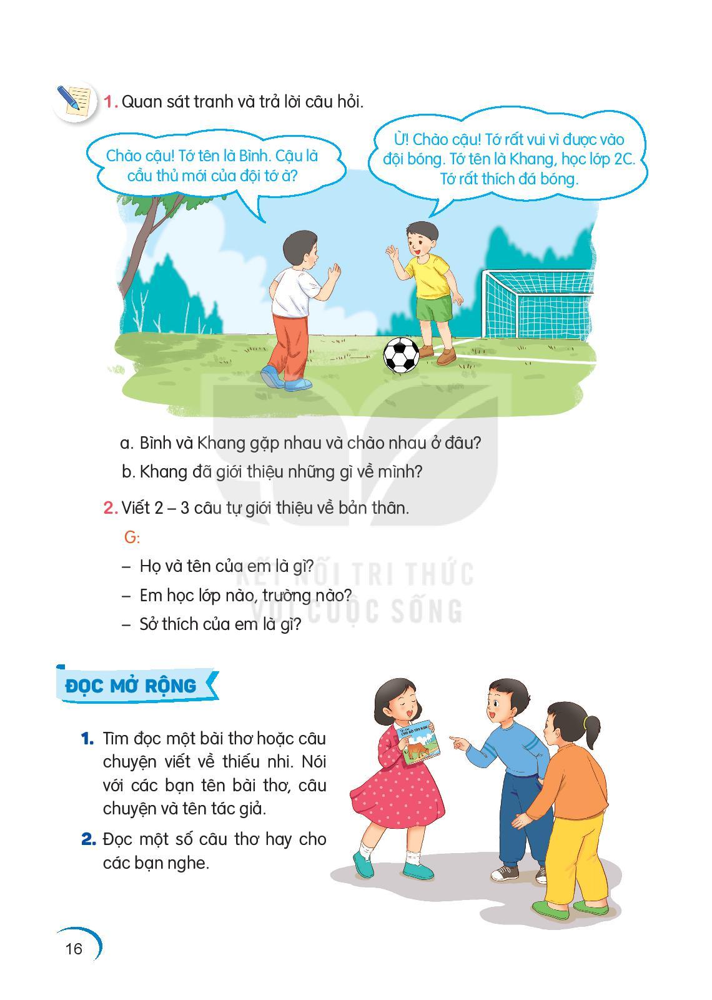 1. Quan sát tranh và trả lời câu hỏi.
Chào cậu! Tớ tên là Bình. Cậu là
cầu thủ mới của đội tớ à?
Ừ! Chào cậu! Tớ rất vui vì được vào
đội bóng. Tớ tên là Khang, học lớp 2C.
Tớ rất thích đá bóng.
a. Bình và Khang gặp nhau và chào nhau ở đâu?
b. Khang đã giới thiệu những gì về mình?
2. Viết 2 – 3 câu tự giới thiệu về bản thân.
G:
– Họ và tên của em là gì?
– Em học lớp nào, trường nào?
– Sở thích của em là gì?
KẾT NỐI TRI THỨC
VỚI CUỘC SỐNG
ĐỌC MỞ RỘNG
1. Tìm đọc một bài thơ hoặc câu
chuyện viết về thiếu nhi. Nói
với các bạn tên bài thơ, câu
chuyện và tên tác giả.
2. Đọc một số câu thơ hay cho
các bạn nghe.
CHÚ BÒ TÌM BẠN
16